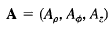 𝐀 = (A_ρ, A_ϕ, A_z)